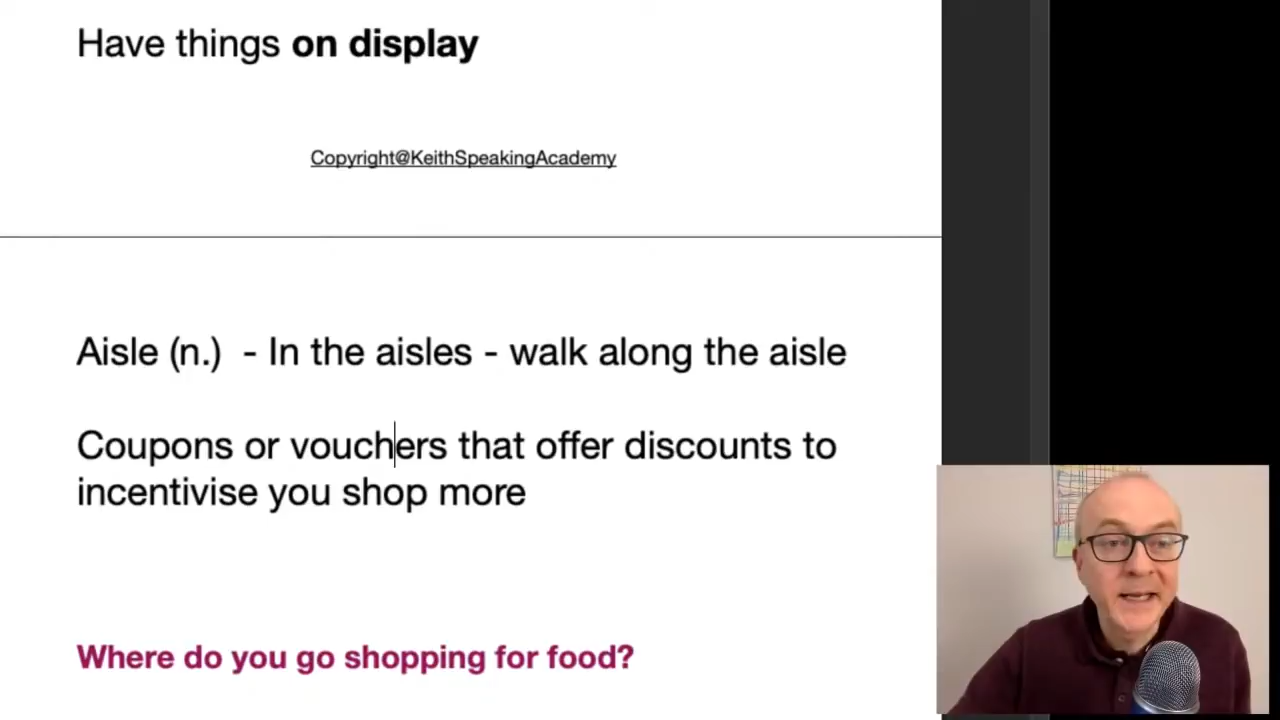 Have things on display
Copyright@KeithSpeakingAcademy
Aisle (n.)  - In the aisles - walk along the aisle
Coupons or vouchers that offer discounts to
incentivise you shop more
Where do you go shopping for food?